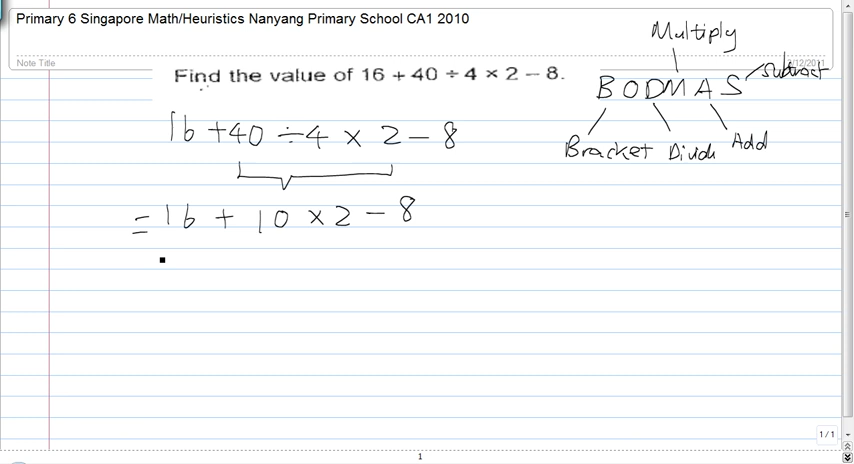 Primary 6 Singapore Math/Heuristics Nanyang Primary School CA1 2010
Note Title
Find the value of 16 + 40 ÷ 4 × 2 − 8.
Multiply
BODMAS
Subtract
Bracket Divide Add
16 + 40 ÷ 4 × 2 − 8
= 16 + 10 × 2 − 8
1/1
1